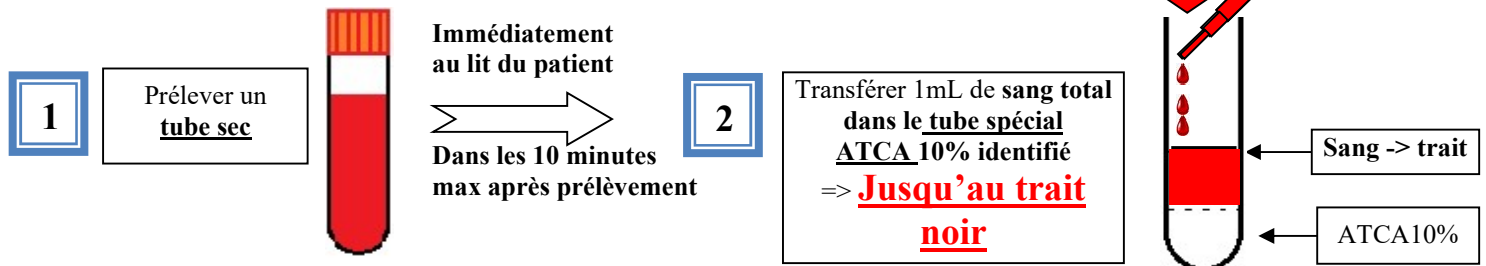 1
Prélever un
tube sec
Immédiatement
au lit du patient
Dans les 10 minutes
max après prélèvement
2
Transférer 1mL de sang total
dans le tube spécial
ATCA 10% identifié
=> Jusqu’au trait
noir
Sang -> trait
ATCA10%